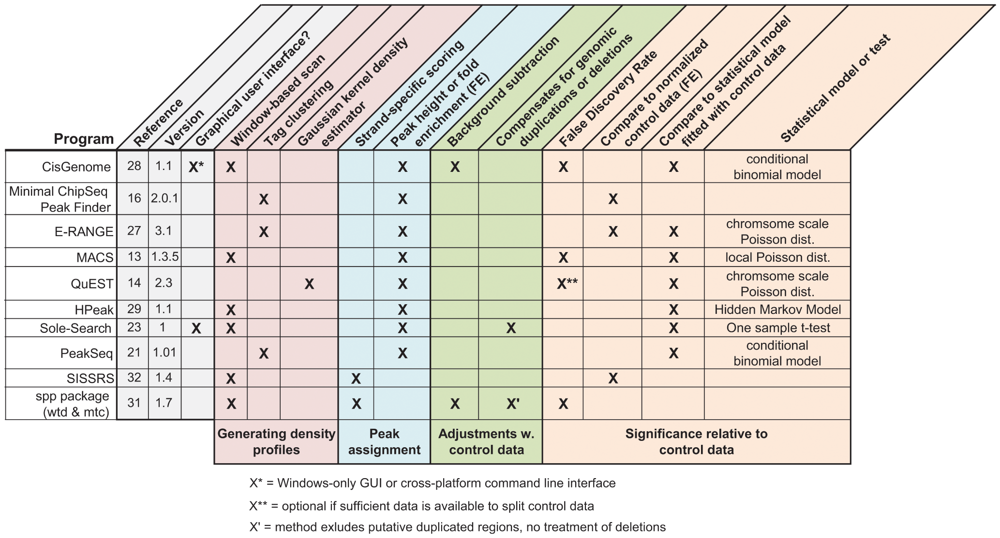 Program
Reference
Version
Graphical user interface?
Window-based scan
Tag clustering
Gaussian kernel density
estimator
Strand-specific scoring
Peak height or fold
enrichment (FE)
Background subtraction
Compensates for genomic
duplications or deletions
False Discovery Rate
Compare to normalized
control data (FE)
Compare to statistical model
fitted with control data
Statistical model or test
CisGenome 28 1.1 X* X X X X X conditional
binomial model
Minimal ChipSeq
Peak Finder 16 2.0.1 X X X
E-RANGE 27 3.1 X X X X chromsome scale
Poisson dist.
MACS 13 1.3.5 X X X X local Poisson dist.
QuEST 14 2.3 X X X** X chromsome scale
Poisson dist.
HPeak 29 1.1 X X X Hidden Markov Model
Sole-Search 23 1 X X X X X One sample t-test
PeakSeq 21 1.01 X X X conditional
binomial model
SISSRS 32 1.4 X X X
spp package
(wtd & mtc) 31 1.7 X X X X' X
Generating density
profiles
Peak
assignment
Adjustments w.
control data
Significance relative to
control data
X* = Windows-only GUI or cross-platform command line interface
X** = optional if sufficient data is available to split control data
X' = method exludes putative duplicated regions, no treatment of deletions